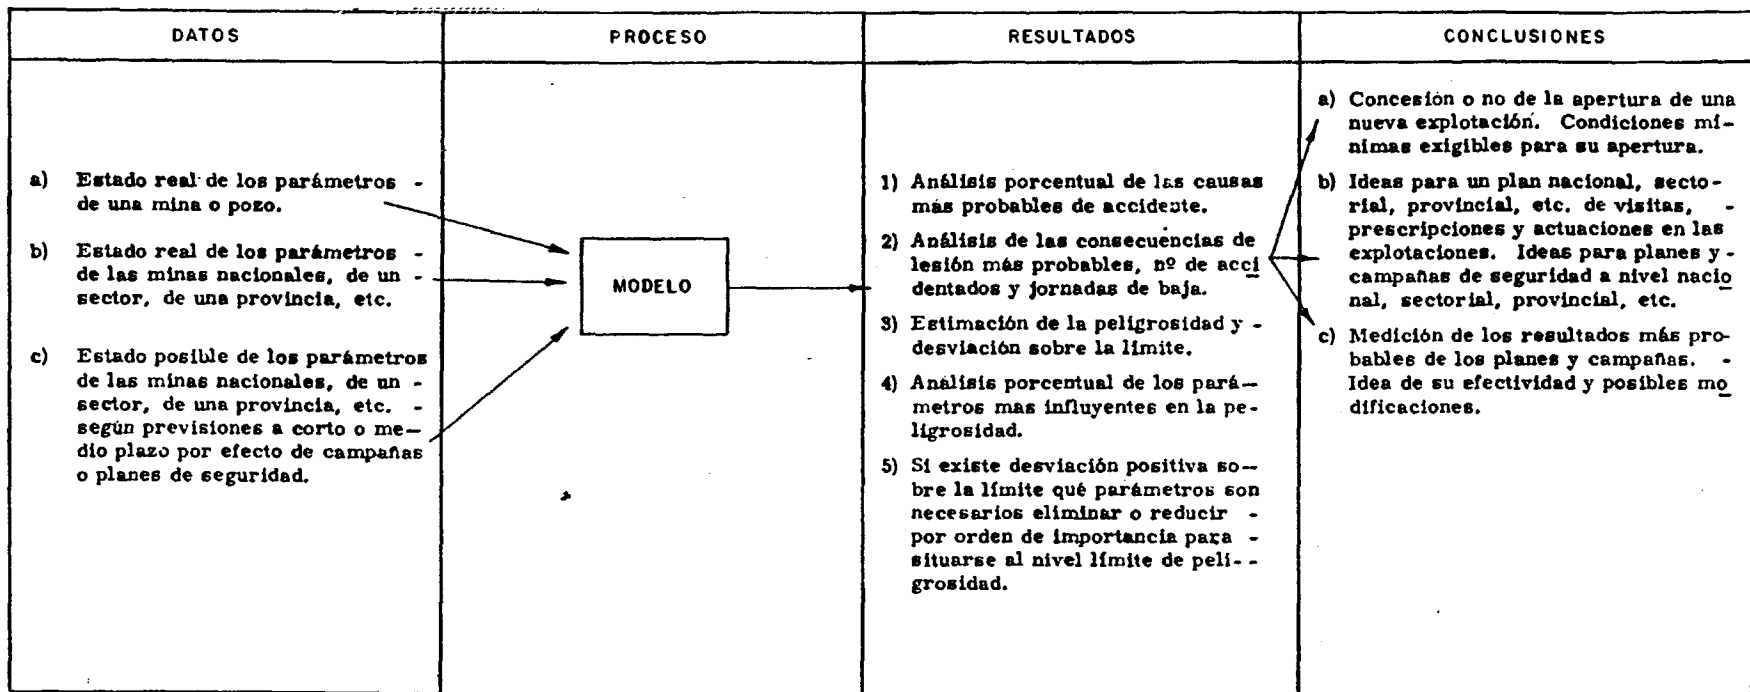 DATOS
PROCESO
RESULTADOS
CONCLUSIONES
a) Estado real de los parámetros -
de una mina o pozo.
b) Estado real de los parámetros -
de las minas nacionales, de un -
sector, de una provincia, etc.
c) Estado posible de los parámetros
de las minas nacionales, de un -
sector, de una provincia, etc. -
según previsiones a corto o me-
dio plazo por efecto de campañas
o planes de seguridad.
MODELO
1) Análisis porcentual de las causas
más probables de accidente.
2) Análisis de las consecuencias de
lesión más probables, nº de acci
dentados y jornadas de baja.
3) Estimación de la peligrosidad y -
desviación sobre la límite.
4) Análisis porcentual de los pará-
metros mas influyentes en la pe-
ligrosidad.
5) Si existe desviación positiva so-
bre la límite qué parámetros son
necesarios eliminar o reducir -
por orden de importancia para -
situarse al nivel límite de peli--
grosidad.
a) Concesión o no de la apertura de una
nueva explotación. Condiciones mí-
nimas exigibles para su apertura.
b) Ideas para un plan nacional, secto-
rial, provincial, etc. de visitas, -
prescripciones y actuaciones en las
explotaciones. Ideas para planes y -
campañas de seguridad a nivel nacio
nal, sectorial, provincial, etc.
c) Medición de los resultados más pro-
bables de los planes y campañas. -
Idea de su efectividad y posibles mo
dificaciones.